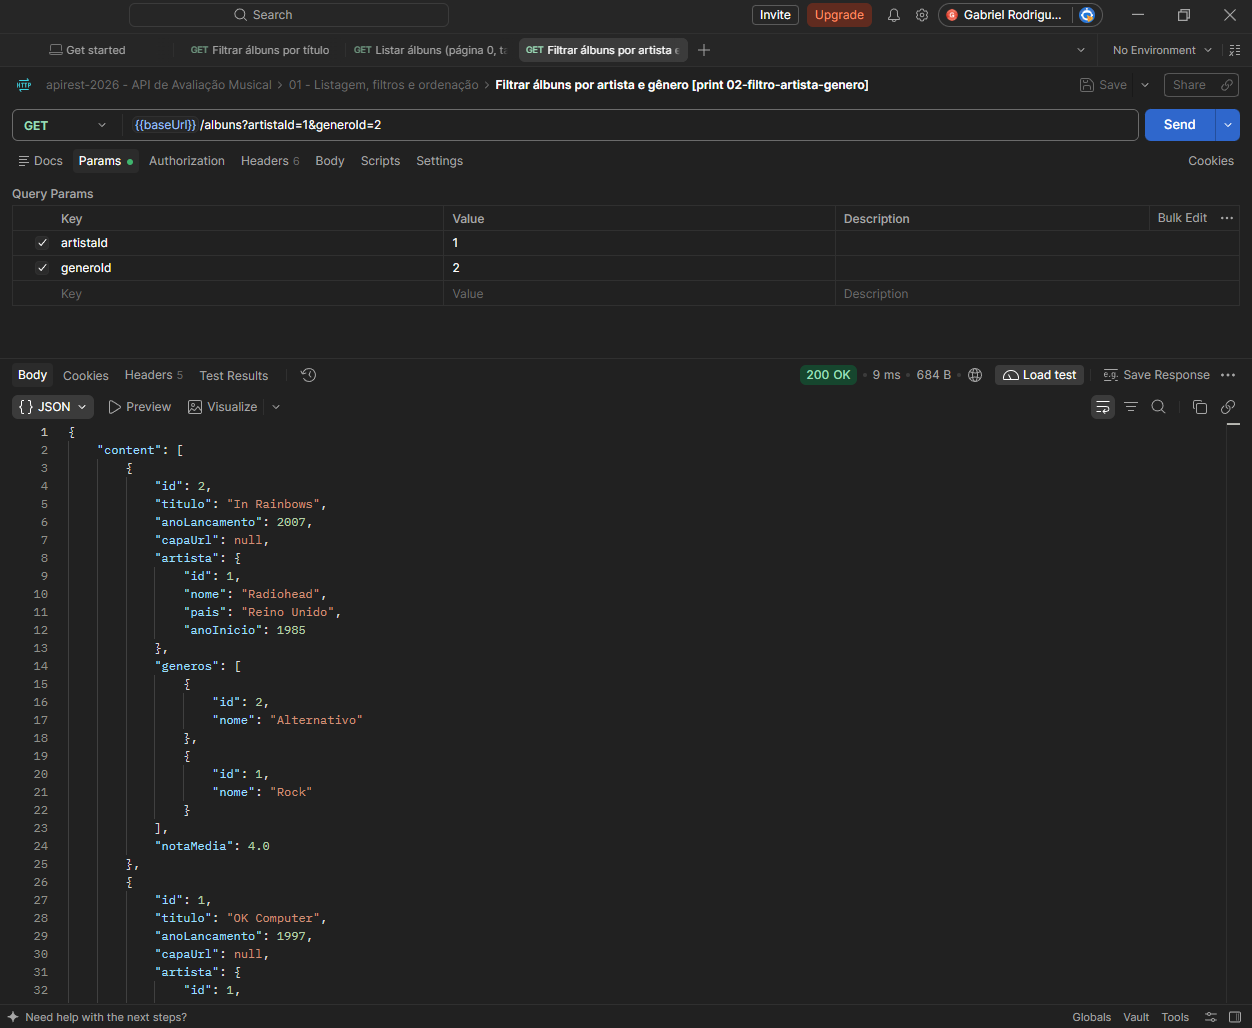 Search
Invite
Upgrade
Gabriel Rodrigu...
Get started
GET Filtrar álbuns por título
GET Listar álbuns (página 0, ta
GET Filtrar álbuns por artista e
No Environment
HTTP
apirest-2026 - API de Avaliação Musical > 01 - Listagem, filtros e ordenação > Filtrar álbuns por artista e gênero [print 02-filtro-artista-genero]
Save
Share
GET
{{baseUrl}} /albuns?artistaId=1&generoId=2
Send
Docs
Params
Authorization
Headers 6
Body
Scripts
Settings
Cookies
Query Params
Key Value Description Bulk Edit
artistaId 1
generoId 2
Key Value Description
Body
Cookies
Headers 5
Test Results
200 OK • 9 ms • 684 B
Load test
e.g. Save Response
{} JSON
Preview
Visualize
1 {
2 "content": [
3 {
4 "id": 2,
5 "titulo": "In Rainbows",
6 "anoLancamento": 2007,
7 "capaUrl": null,
8 "artista": {
9 "id": 1,
10 "nome": "Radiohead",
11 "pais": "Reino Unido",
12 "anoInicio": 1985
13 },
14 "generos": [
15 {
16 "id": 2,
17 "nome": "Alternativo"
18 },
19 {
20 "id": 1,
21 "nome": "Rock"
22 }
23 ],
24 "notaMedia": 4.0
25 },
26 {
27 "id": 1,
28 "titulo": "OK Computer",
29 "anoLancamento": 1997,
30 "capaUrl": null,
31 "artista": {
32 "id": 1,
Need help with the next steps?
Globals
Vault
Tools